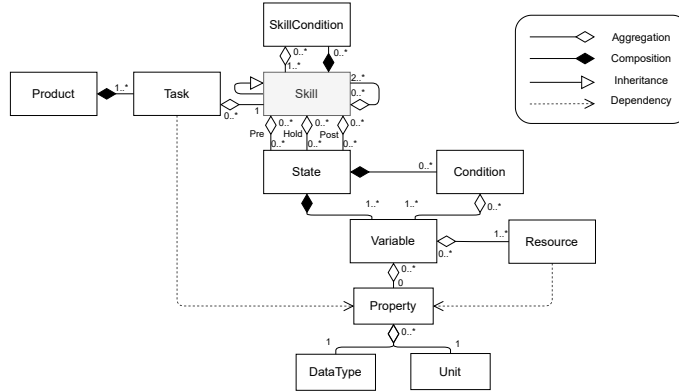 SkillCondition
Aggregation
Composition
Inheritance
Dependency
0..*
0..*
1..*
2..*
Product
1..*
Task
0..*
1
Skill
0..*
0..*
0..*
0..*
Pre
Hold
Post
0..*
0..*
0..*
State
0..*
Condition
1..*
1..*
0..*
Variable
0..*
1..*
Resource
0..*
0
Property
0..*
1
1
DataType
Unit